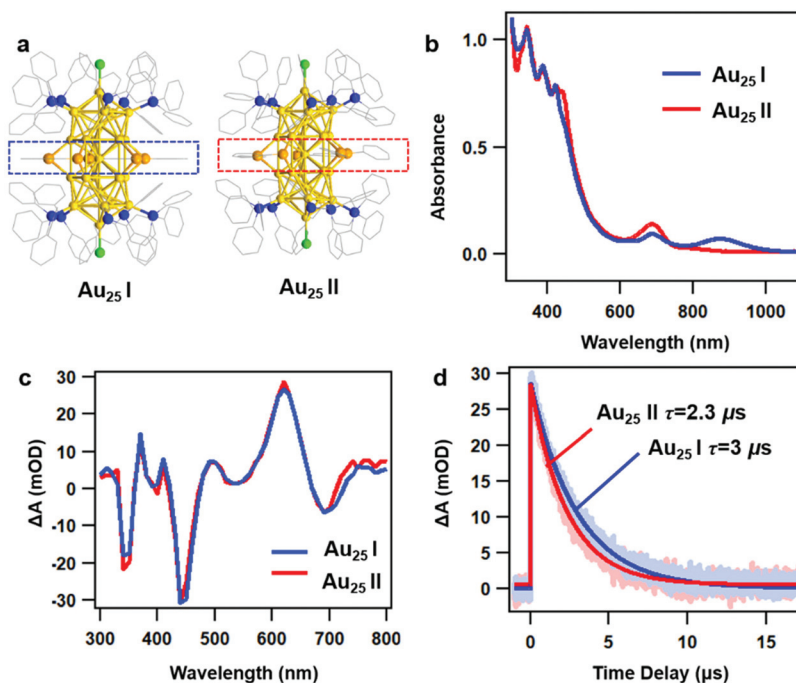 a
Au₂₅ I
Au₂₅ II
b
1.0
0.5
0.0
Absorbance
Au₂₅ I
Au₂₅ II
400
600
800
1000
Wavelength (nm)
c
30
20
10
0
-10
-20
-30
ΔA (mOD)
Au₂₅ I
Au₂₅ II
300
400
500
600
700
800
Wavelength (nm)
d
30
25
20
15
10
5
0
ΔA (mOD)
Au₂₅ II τ=2.3 μs
Au₂₅ I τ=3 μs
0
5
10
15
Time Delay (μs)